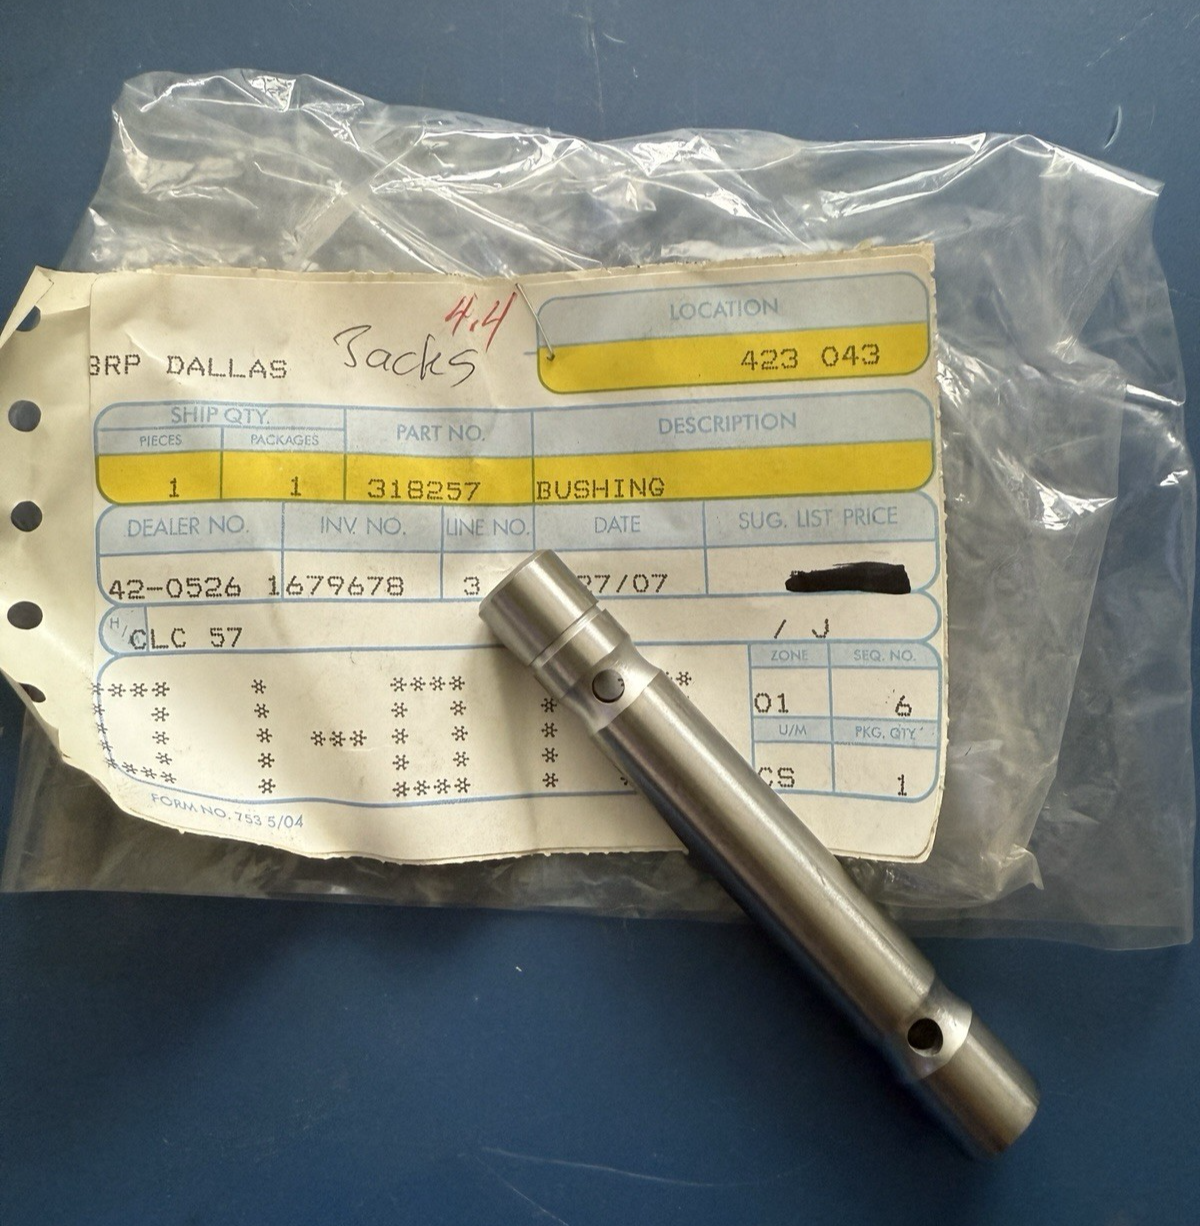 4.4
BRP DALLAS
Backs
LOCATION
423 043
SHIP QTY.
PIECES PACKAGES PART NO. DESCRIPTION
1 1 318257 BUSHING
DEALER NO. INV. NO. LINE NO. DATE SUG. LIST PRICE
42-0526 1679678 3 27/07
H/
CLC 57 / J
ZONE SEQ. NO.
01 6
U/M PKG. QTY
CS 1
FORM NO. 753 5/04